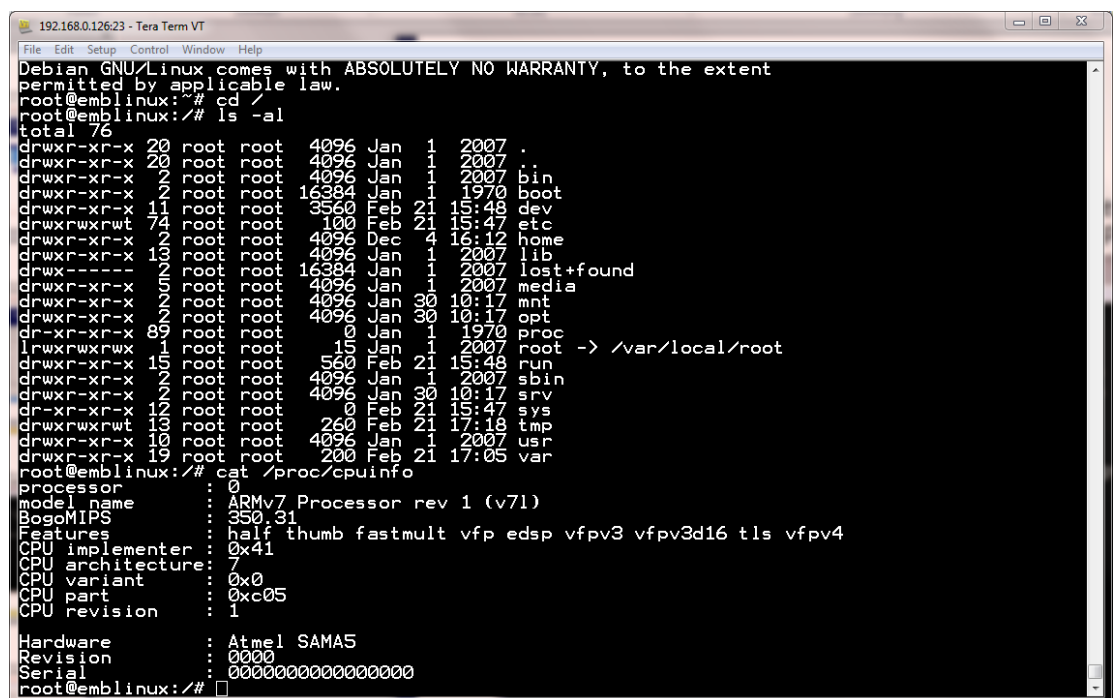 192.168.0.126:23 - Tera Term VT
File Edit Setup Control Window Help
Debian GNU/Linux comes with ABSOLUTELY NO WARRANTY, to the extent
permitted by applicable law.
root@emblinux:~# cd /
root@emblinux:/# ls -al
total 76
drwxr-xr-x 20 root root  4096 Jan  1  2007 .
drwxr-xr-x 20 root root  4096 Jan  1  2007 ..
drwxr-xr-x  2 root root  4096 Jan  1  2007 bin
drwxr-xr-x  2 root root 16384 Jan  1  1970 boot
drwxr-xr-x 11 root root  3560 Feb 21 15:48 dev
drwxrwxrwt 74 root root   100 Feb 21 15:47 etc
drwxr-xr-x  2 root root  4096 Dec  4 16:12 home
drwxr-xr-x 13 root root  4096 Jan  1  2007 lib
drwx------  2 root root 16384 Jan  1  2007 lost+found
drwxr-xr-x  5 root root  4096 Jan  1  2007 media
drwxr-xr-x  2 root root  4096 Jan 30 10:17 mnt
drwxr-xr-x  2 root root  4096 Jan 30 10:17 opt
dr-xr-xr-x 89 root root     0 Jan  1  1970 proc
lrwxrwxrwx  1 root root    15 Jan  1  2007 root -> /var/local/root
drwxr-xr-x 15 root root   560 Feb 21 15:48 run
drwxr-xr-x  2 root root  4096 Jan  1  2007 sbin
drwxr-xr-x  2 root root  4096 Jan 30 10:17 srv
dr-xr-xr-x 12 root root     0 Feb 21 15:47 sys
drwxrwxrwt 13 root root   260 Feb 21 17:18 tmp
drwxr-xr-x 10 root root  4096 Jan  1  2007 usr
drwxr-xr-x 19 root root   200 Feb 21 17:05 var
root@emblinux:/# cat /proc/cpuinfo
processor       : 0
model name      : ARMv7 Processor rev 1 (v7l)
BogoMIPS        : 350.31
Features        : half thumb fastmult vfp edsp vfpv3 vfpv3d16 tls vfpv4
CPU implementer : 0x41
CPU architecture: 7
CPU variant     : 0x0
CPU part        : 0xc05
CPU revision    : 1
Hardware        : Atmel SAMA5
Revision        : 0000
Serial          : 0000000000000000
root@emblinux:/#